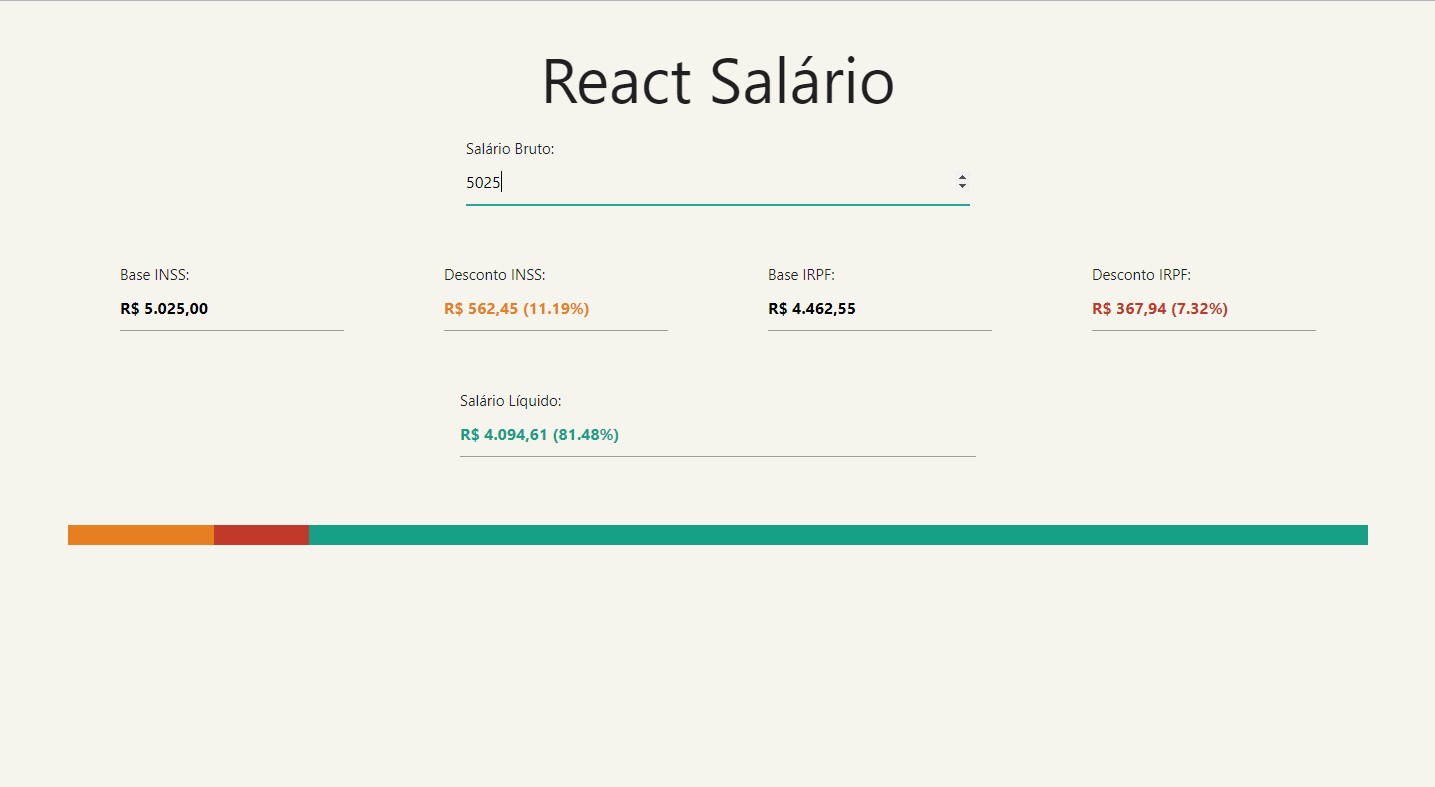 React Salário
Salário Bruto:
5025
Base INSS:
Desconto INSS:
Base IRPF:
Desconto IRPF:
R$ 5.025,00
R$ 562,45 (11.19%)
R$ 4.462,55
R$ 367,94 (7.32%)
Salário Líquido:
R$ 4.094,61 (81.48%)